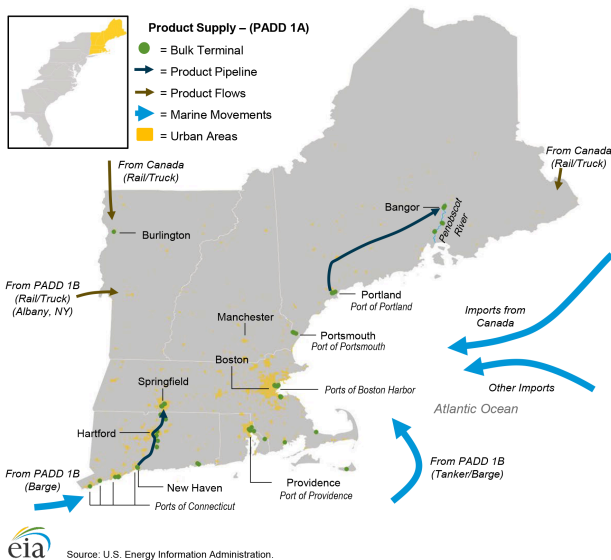 Product Supply – (PADD 1A)
= Bulk Terminal
= Product Pipeline
= Product Flows
= Marine Movements
= Urban Areas
From Canada
(Rail/Truck)
From Canada
(Rail/Truck)
Bangor
Penobscot
River
Burlington
From PADD 1B
(Rail/Truck)
(Albany, NY)
Portland
Port of Portland
Manchester
Imports from
Canada
Portsmouth
Port of Portsmouth
Boston
Springfield
Ports of Boston Harbor
Other Imports
Atlantic Ocean
Hartford
From PADD 1B
(Barge)
From PADD 1B
(Tanker/Barge)
New Haven
Providence
Port of Providence
Ports of Connecticut
eia
Source: U.S. Energy Information Administration.